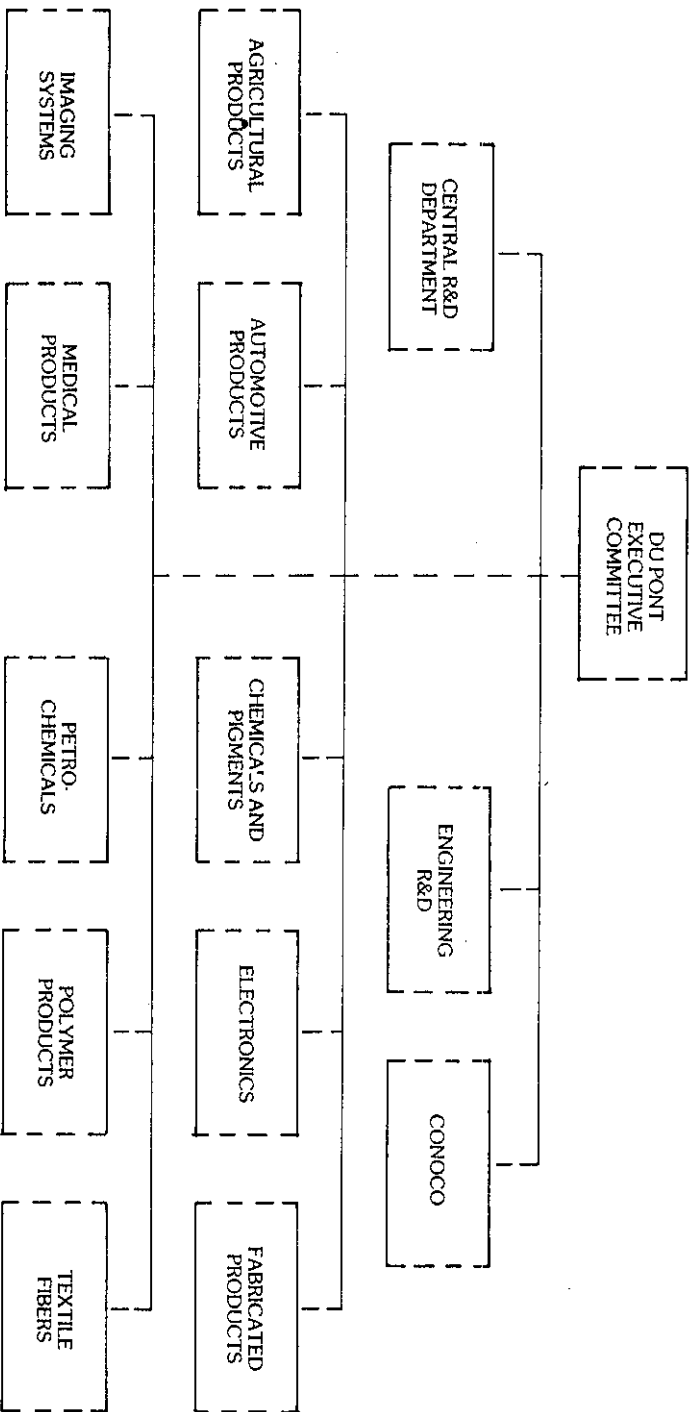 DU PONT
EXECUTIVE
COMMITTEE
CENTRAL R&D
DEPARTMENT
ENGINEERING
R&D
CONOCO
AGRICULTURAL
PRODUCTS
AUTOMOTIVE
PRODUCTS
CHEMICALS AND
PIGMENTS
ELECTRONICS
FABRICATED
PRODUCTS
IMAGING
SYSTEMS
MEDICAL
PRODUCTS
PETRO-
CHEMICALS
POLYMER
PRODUCTS
TEXTILE
FIBERS